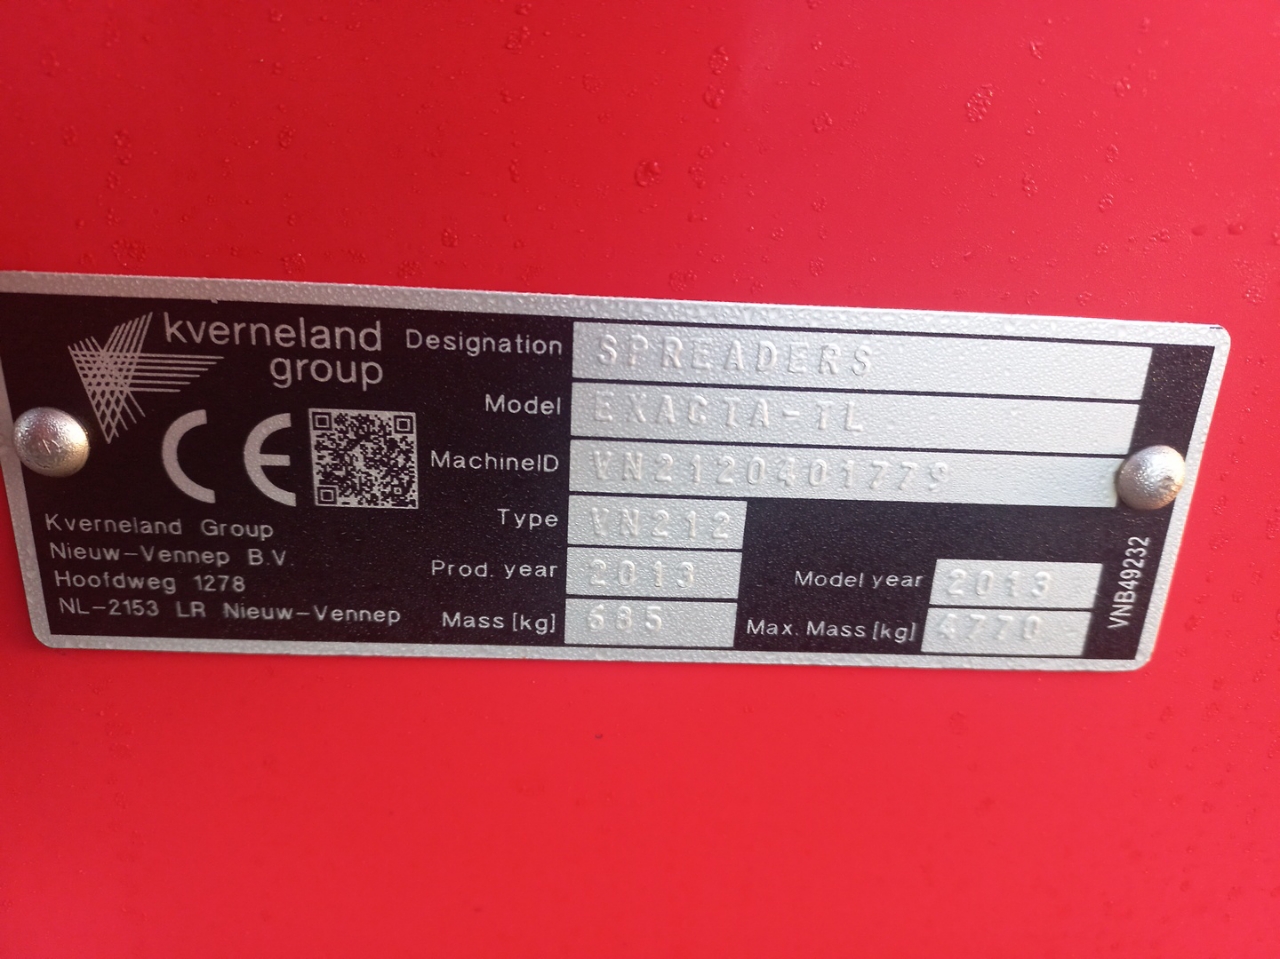 kverneland
group
Designation SPREADERS
Model EXACTA-TL
MachineID VN2120401779
Type VN212
Prod. year 2013
Model year 2013
Mass [kg] 685
Max. Mass [kg] 4770
CE
Kverneland Group
Nieuw-Vennep B.V.
Hoofdweg 1278
NL-2153 LR Nieuw-Vennep
VNB49232